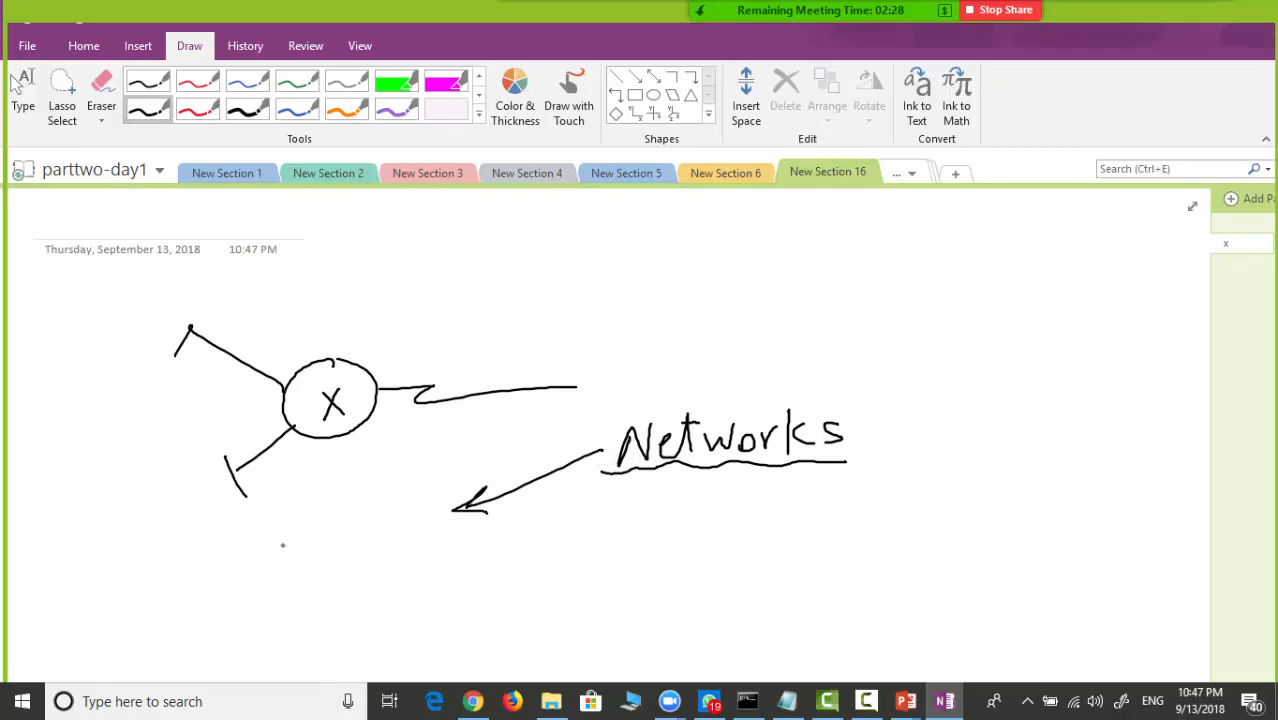 Remaining Meeting Time: 02:28 $ Stop Share
File Home Insert Draw History Review View
Type Lasso Select Eraser Color & Thickness Draw with Touch Insert Space Delete Arrange Rotate Ink to Text Ink to Math
Tools Shapes Edit Convert
parttwo-day1 New Section 1 New Section 2 New Section 3 New Section 4 New Section 5 New Section 6 New Section 16 ... Search (Ctrl+E)
Add Pa
x
Thursday, September 13, 2018 10:47 PM
X
Networks
Type here to search 19 ENG 10:47 PM 9/13/2018 40